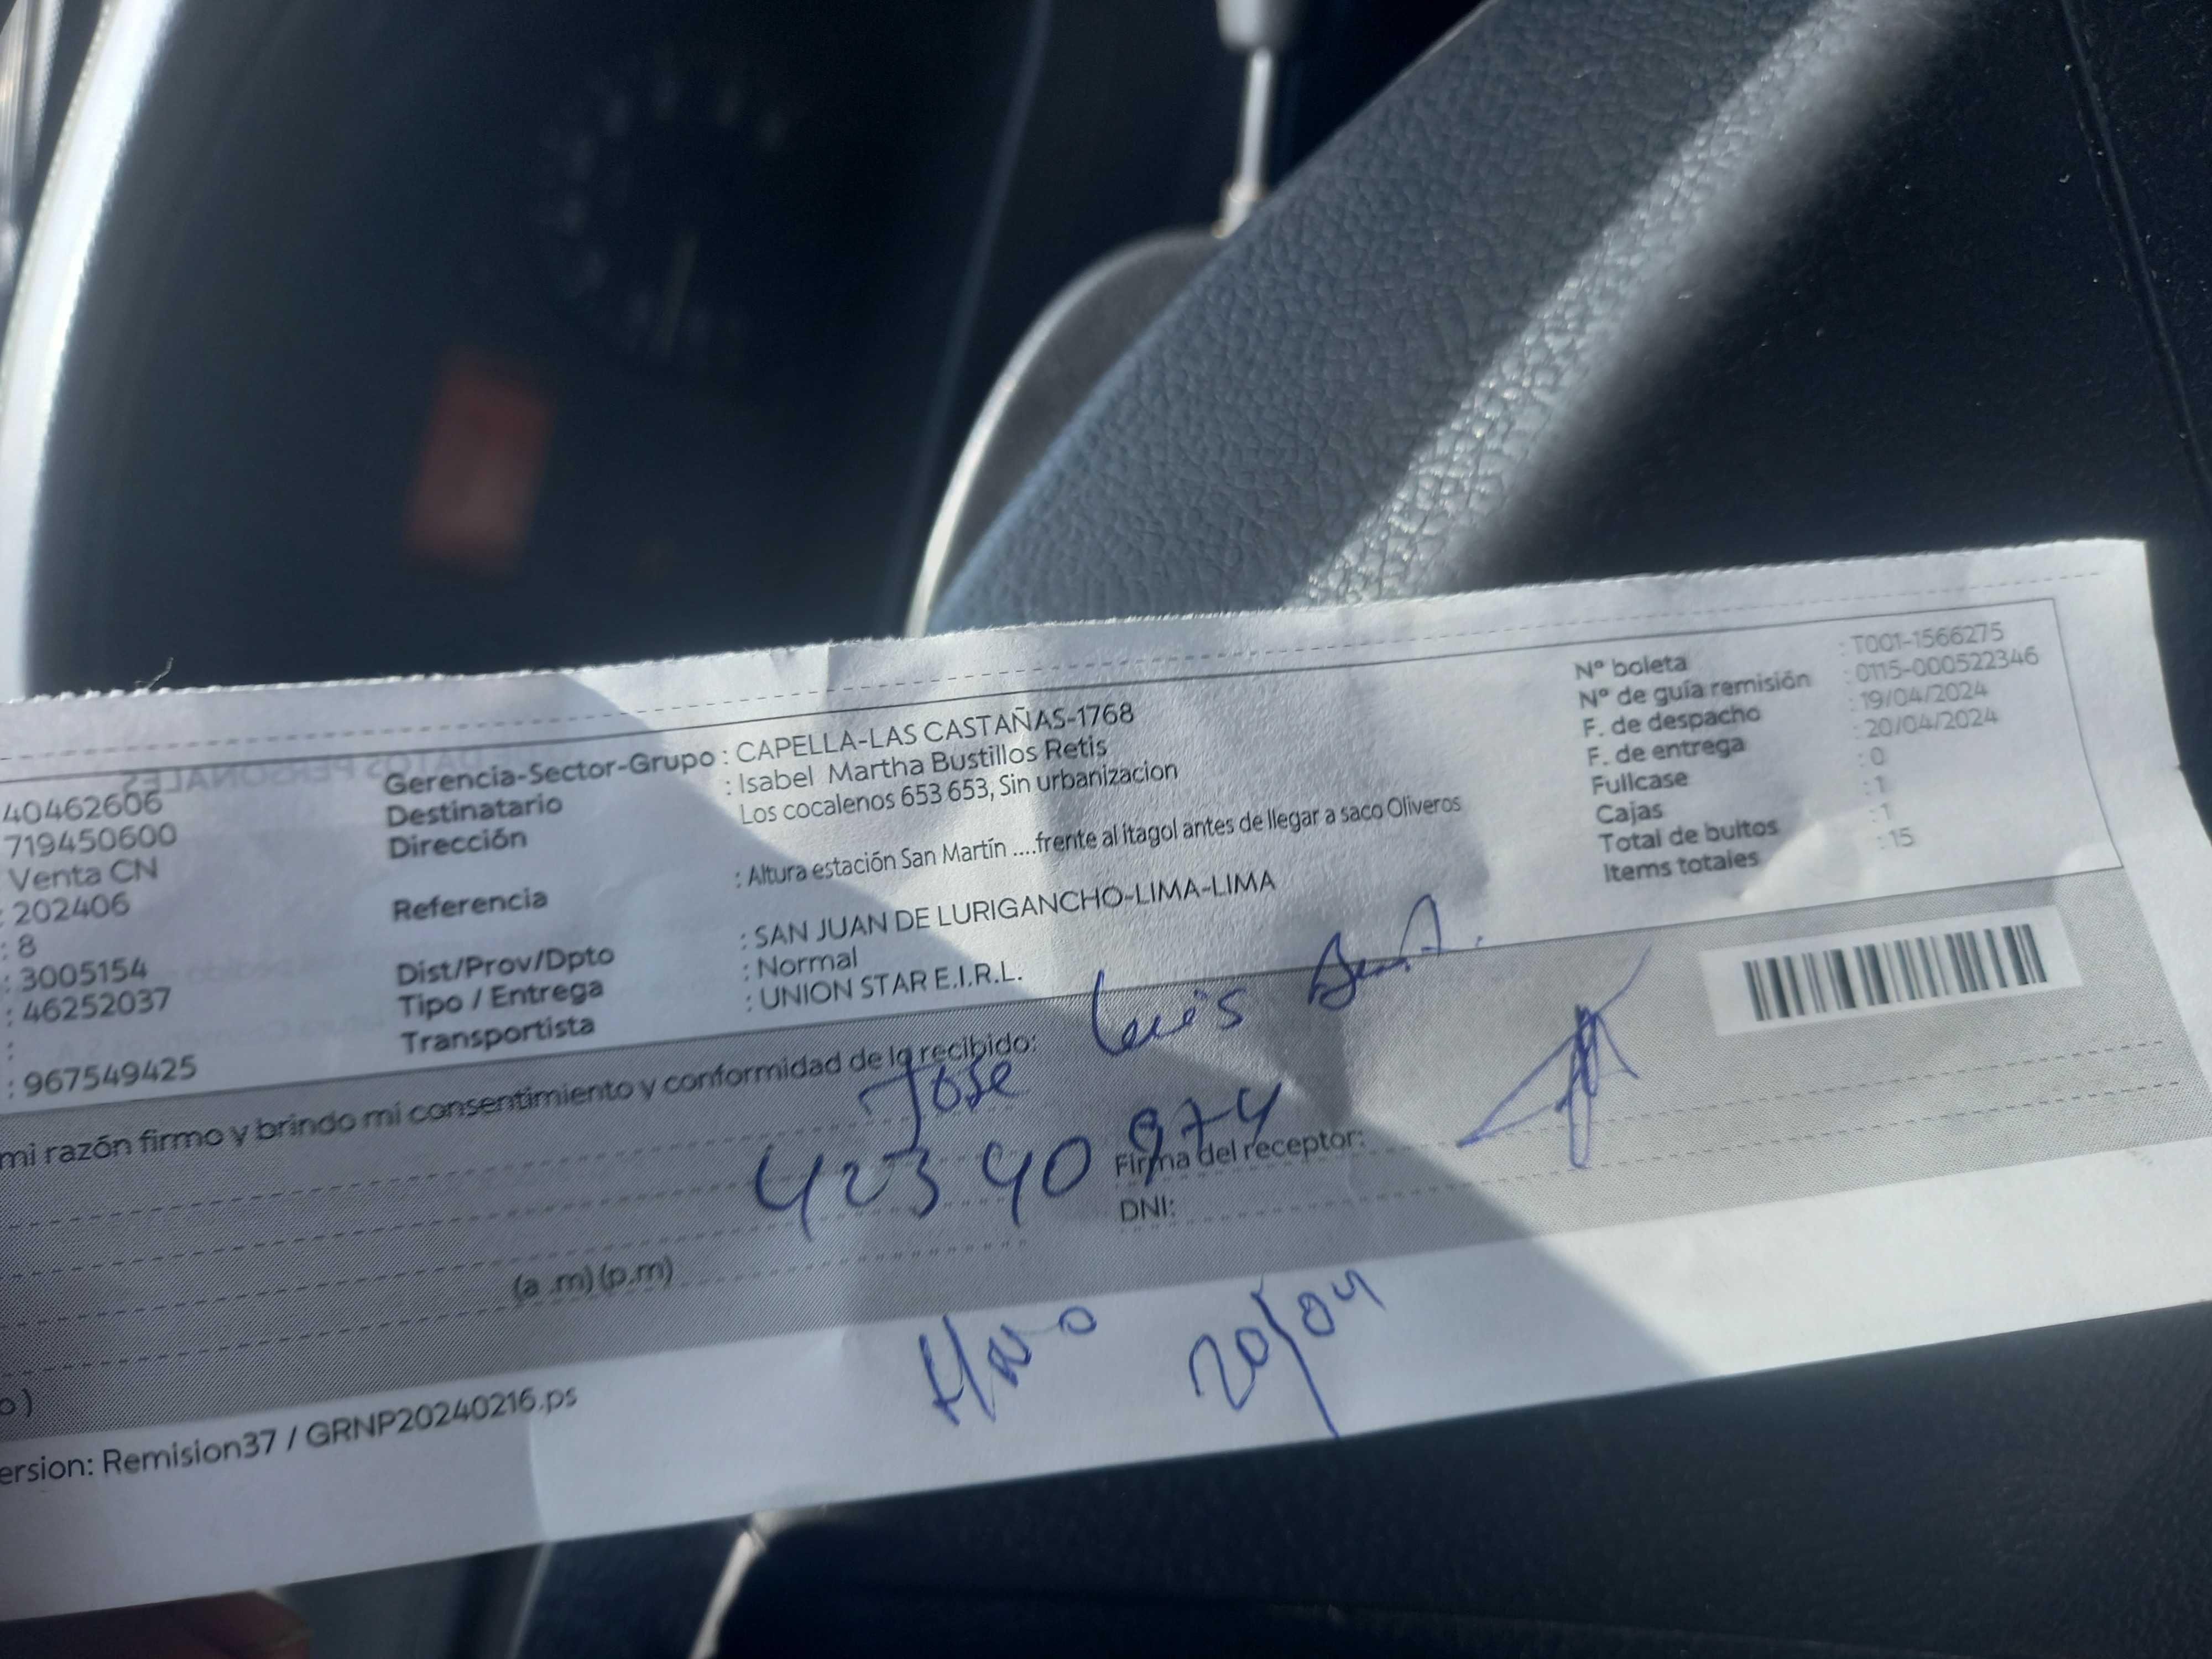 40462606
719450600
Venta CN
: 202406
: 8
: 3005154
: 46252037
:
: 967549425
Gerencia-Sector-Grupo : CAPELLA-LAS CASTAÑAS-1768
Destinatario : Isabel Martha Bustillos Retis
Dirección Los cocalenos 653 653, Sin urbanizacion
Referencia : Altura estación San Martín ....frente al itagol antes de llegar a saco Oliveros
Dist/Prov/Dpto : SAN JUAN DE LURIGANCHO-LIMA-LIMA
Tipo / Entrega : Normal
Transportista : UNION STAR E.I.R.L.
Nº boleta : T001-1566275
Nº de guía remisión : 0115-000522346
F. de despacho : 19/04/2024
F. de entrega : 20/04/2024
Fullcase : 0
Cajas : 1
Total de bultos : 1
Items totales : 15
DATOS PERSONALES
mi razón firmo y brindo mi consentimiento y conformidad de lo recibido:
Jose Luis
42340974
Firma del receptor:
DNI:
(a .m) (p.m)
20/04
o )
ersion: Remision37 / GRNP20240216.ps